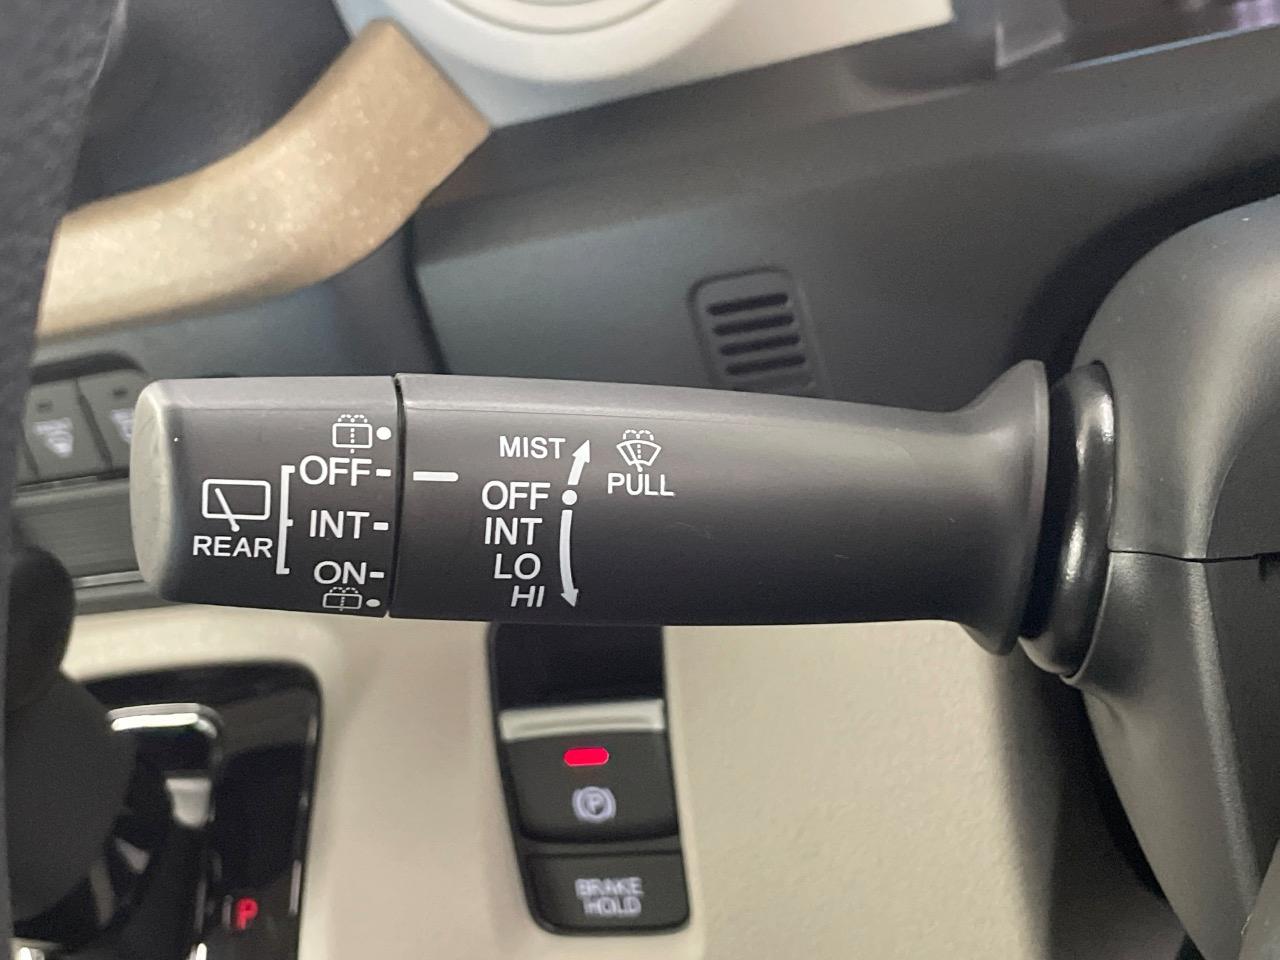 REAR
OFF
INT
ON
MIST
OFF
INT
LO
HI
PULL
P
BRAKE
HOLD
P